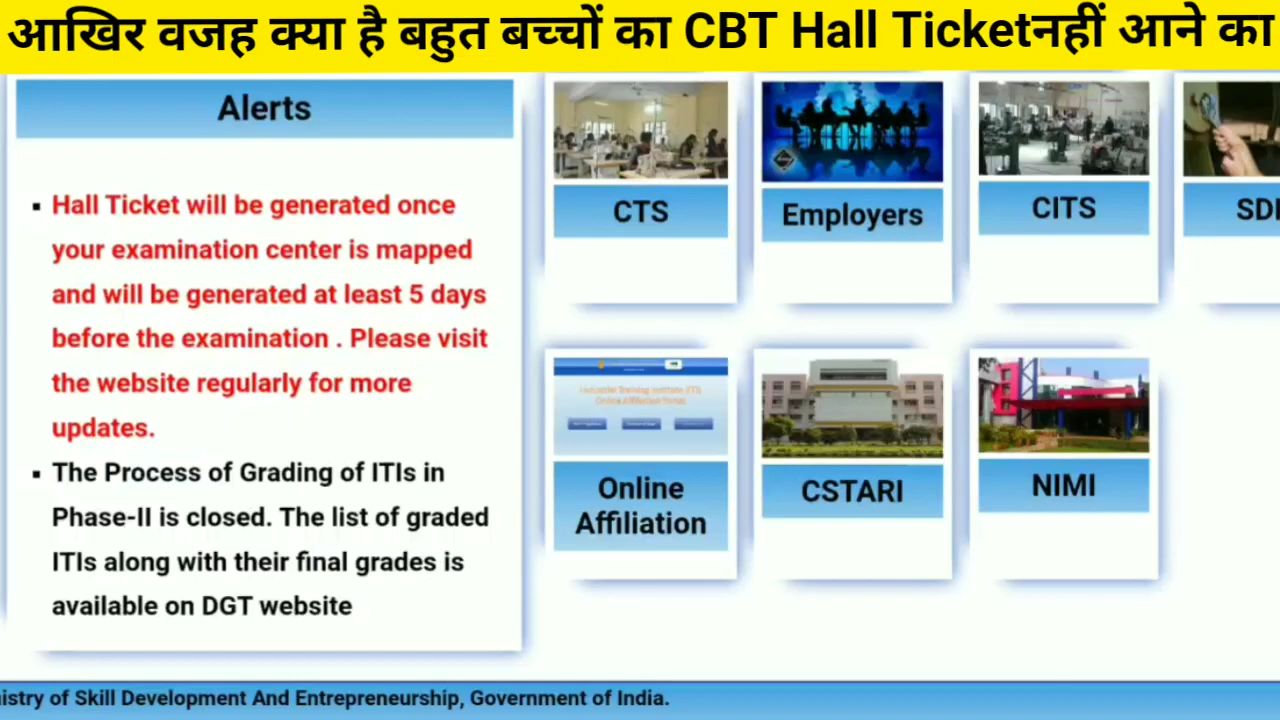 आखिर वजह क्या है बहुत बच्चों का CBT Hall Ticketनहीं आने का
Alerts
▪ Hall Ticket will be generated once
your examination center is mapped
and will be generated at least 5 days
before the examination . Please visit
the website regularly for more
updates.
▪ The Process of Grading of ITIs in
Phase-II is closed. The list of graded
ITIs along with their final grades is
available on DGT website
CTS
Employers
CITS
Online
Affiliation
CSTARI
NIMI
istry of Skill Development And Entrepreneurship, Government of India.